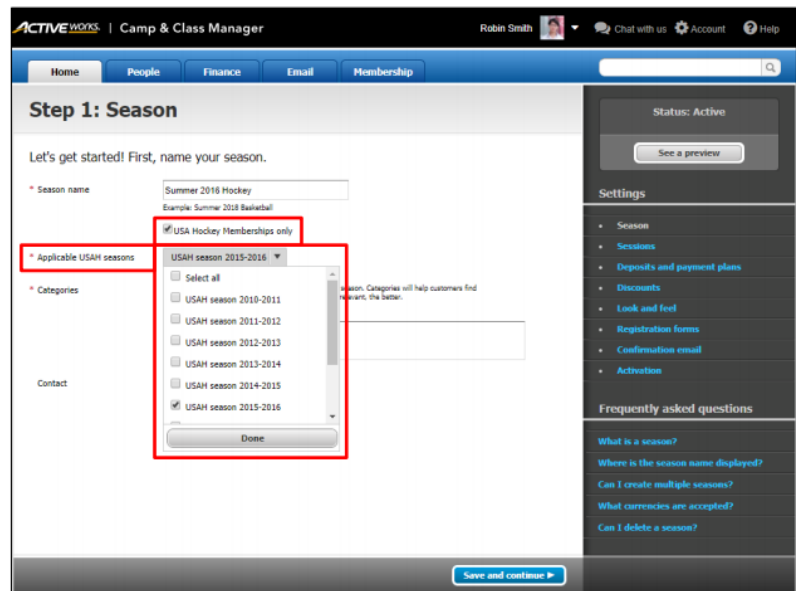 ACTIVEWORKS. | Camp & Class Manager
Robin Smith
Chat with us
Account
Help
Home
People
Finance
Email
Membership
Step 1: Season
Let's get started! First, name your season.
* Season name
Summer 2016 Hockey
Example: Summer 2018 Basketball
USA Hockey Memberships only
* Applicable USAH seasons
USAH season 2015-2016
Select all
USAH season 2010-2011
USAH season 2011-2012
USAH season 2012-2013
USAH season 2013-2014
USAH season 2014-2015
USAH season 2015-2016
Done
* Categories
season. Categories will help customers find
relevant, the better.
Contact
Save and continue
Status: Active
See a preview
Settings
• Season
• Sessions
• Deposits and payment plans
• Discounts
• Look and feel
• Registration forms
• Confirmation email
• Activation
Frequently asked questions
What is a season?
Where is the season name displayed?
Can I create multiple seasons?
What currencies are accepted?
Can I delete a season?